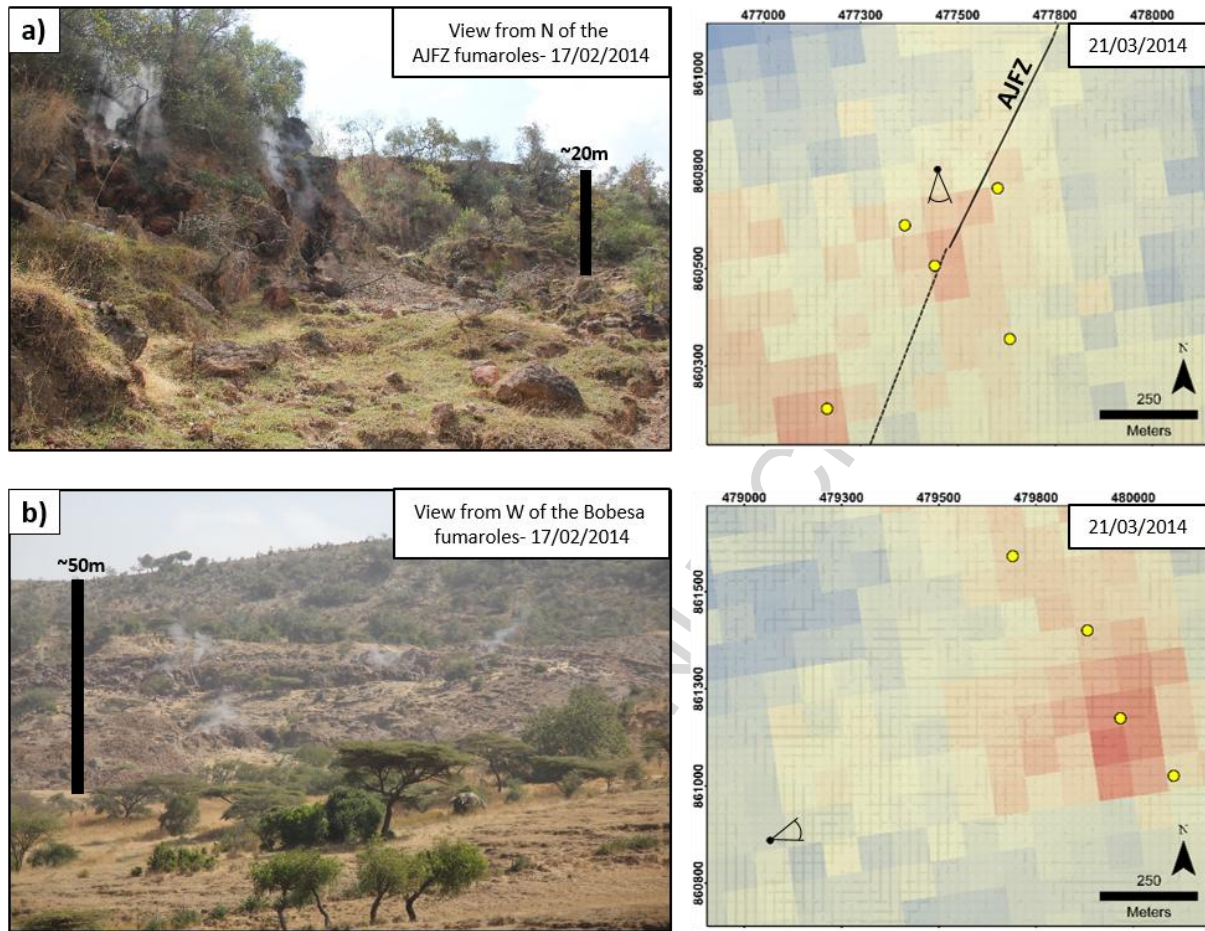 a)
View from N of the
AJFZ fumaroles- 17/02/2014
~20m
477000 477300 477500 477800 478000
21/03/2014
861000
860800
860500
860300
AJFZ
N
250
Meters
b)
View from W of the Bobesa
fumaroles- 17/02/2014
~50m
479000 479300 479500 479800 480000
21/03/2014
861500
861300
861000
860800
N
250
Meters